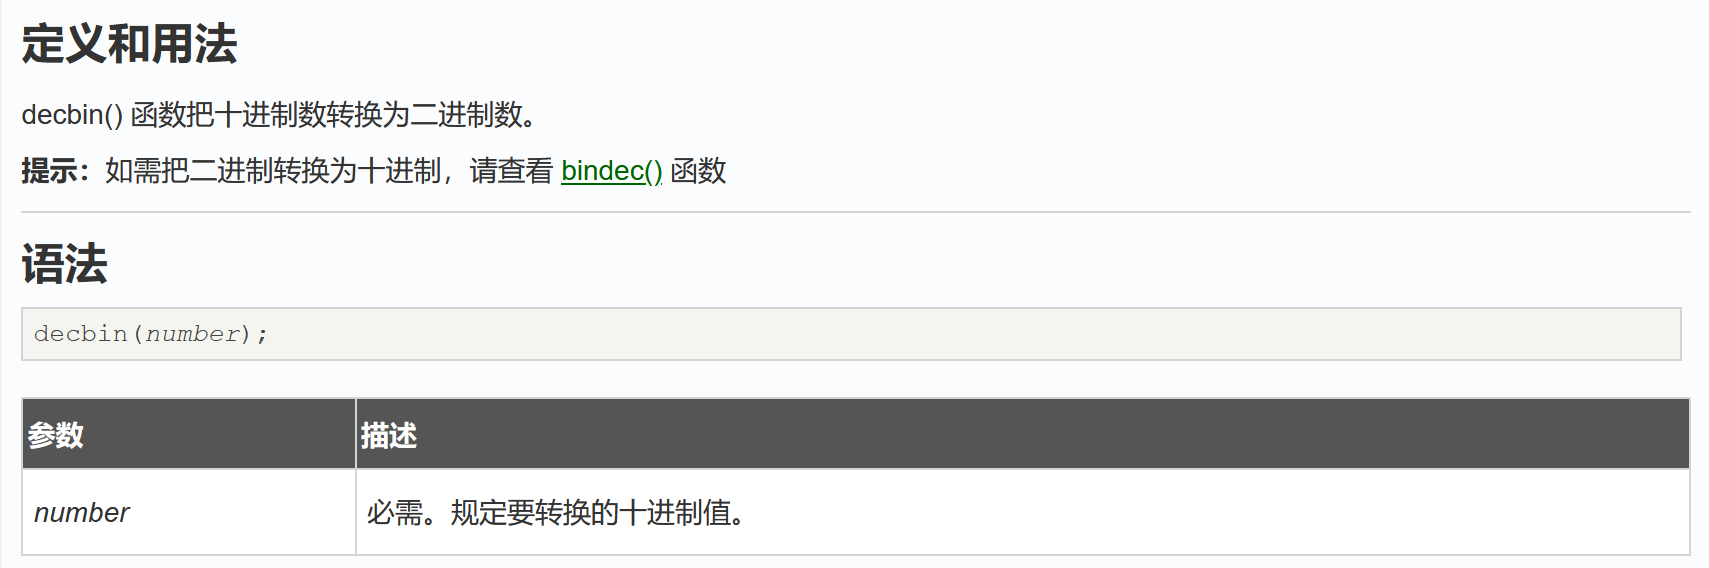 定义和用法
decbin() 函数把十进制数转换为二进制数。
提示：如需把二进制转换为十进制，请查看 bindec() 函数
语法
decbin(number);
参数 描述
number 必需。规定要转换的十进制值。